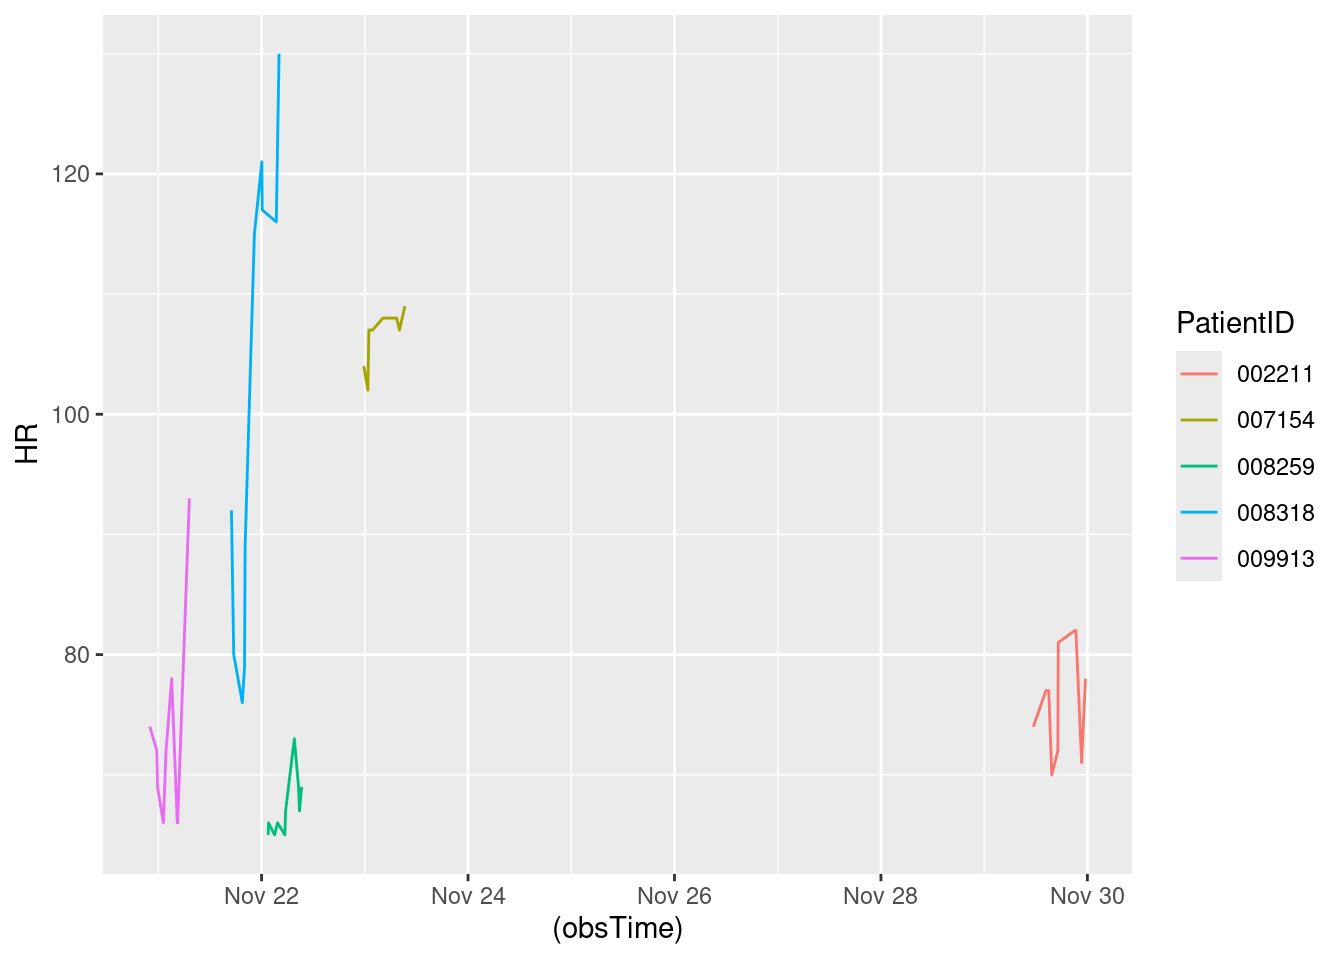 120
100
80
HR
Nov 22
Nov 24
Nov 26
Nov 28
Nov 30
(obsTime)
PatientID
002211
007154
008259
008318
009913